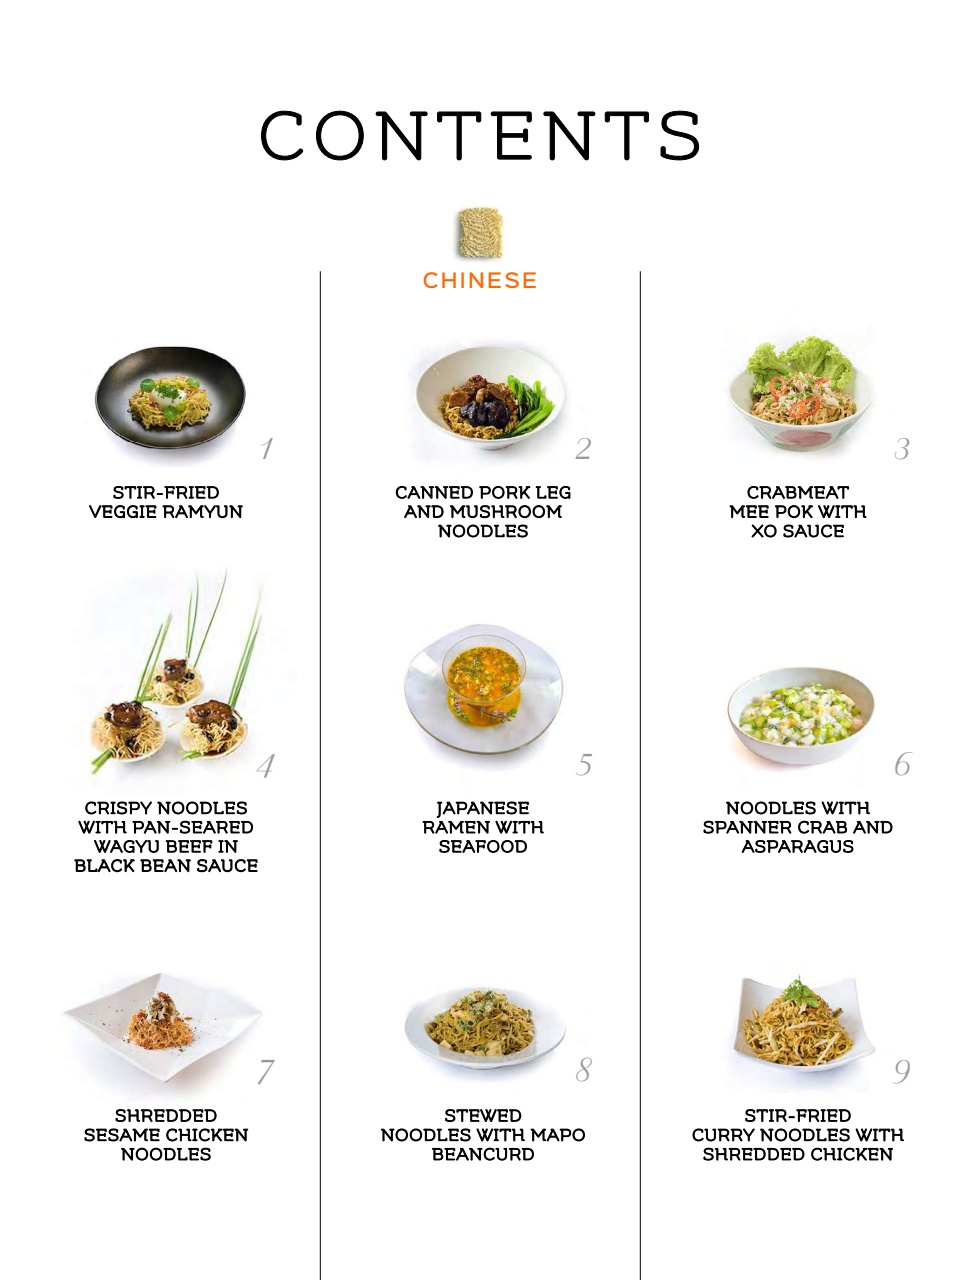 CONTENTS
CHINESE
1
STIR-FRIED
VEGGIE RAMYUN
2
CANNED PORK LEG
AND MUSHROOM
NOODLES
3
CRABMEAT
MEE POK WITH
XO SAUCE
4
CRISPY NOODLES
WITH PAN-SEARED
WAGYU BEEF IN
BLACK BEAN SAUCE
5
JAPANESE
RAMEN WITH
SEAFOOD
6
NOODLES WITH
SPANNER CRAB AND
ASPARAGUS
7
SHREDDED
SESAME CHICKEN
NOODLES
8
STEWED
NOODLES WITH MAPO
BEANCURD
9
STIR-FRIED
CURRY NOODLES WITH
SHREDDED CHICKEN